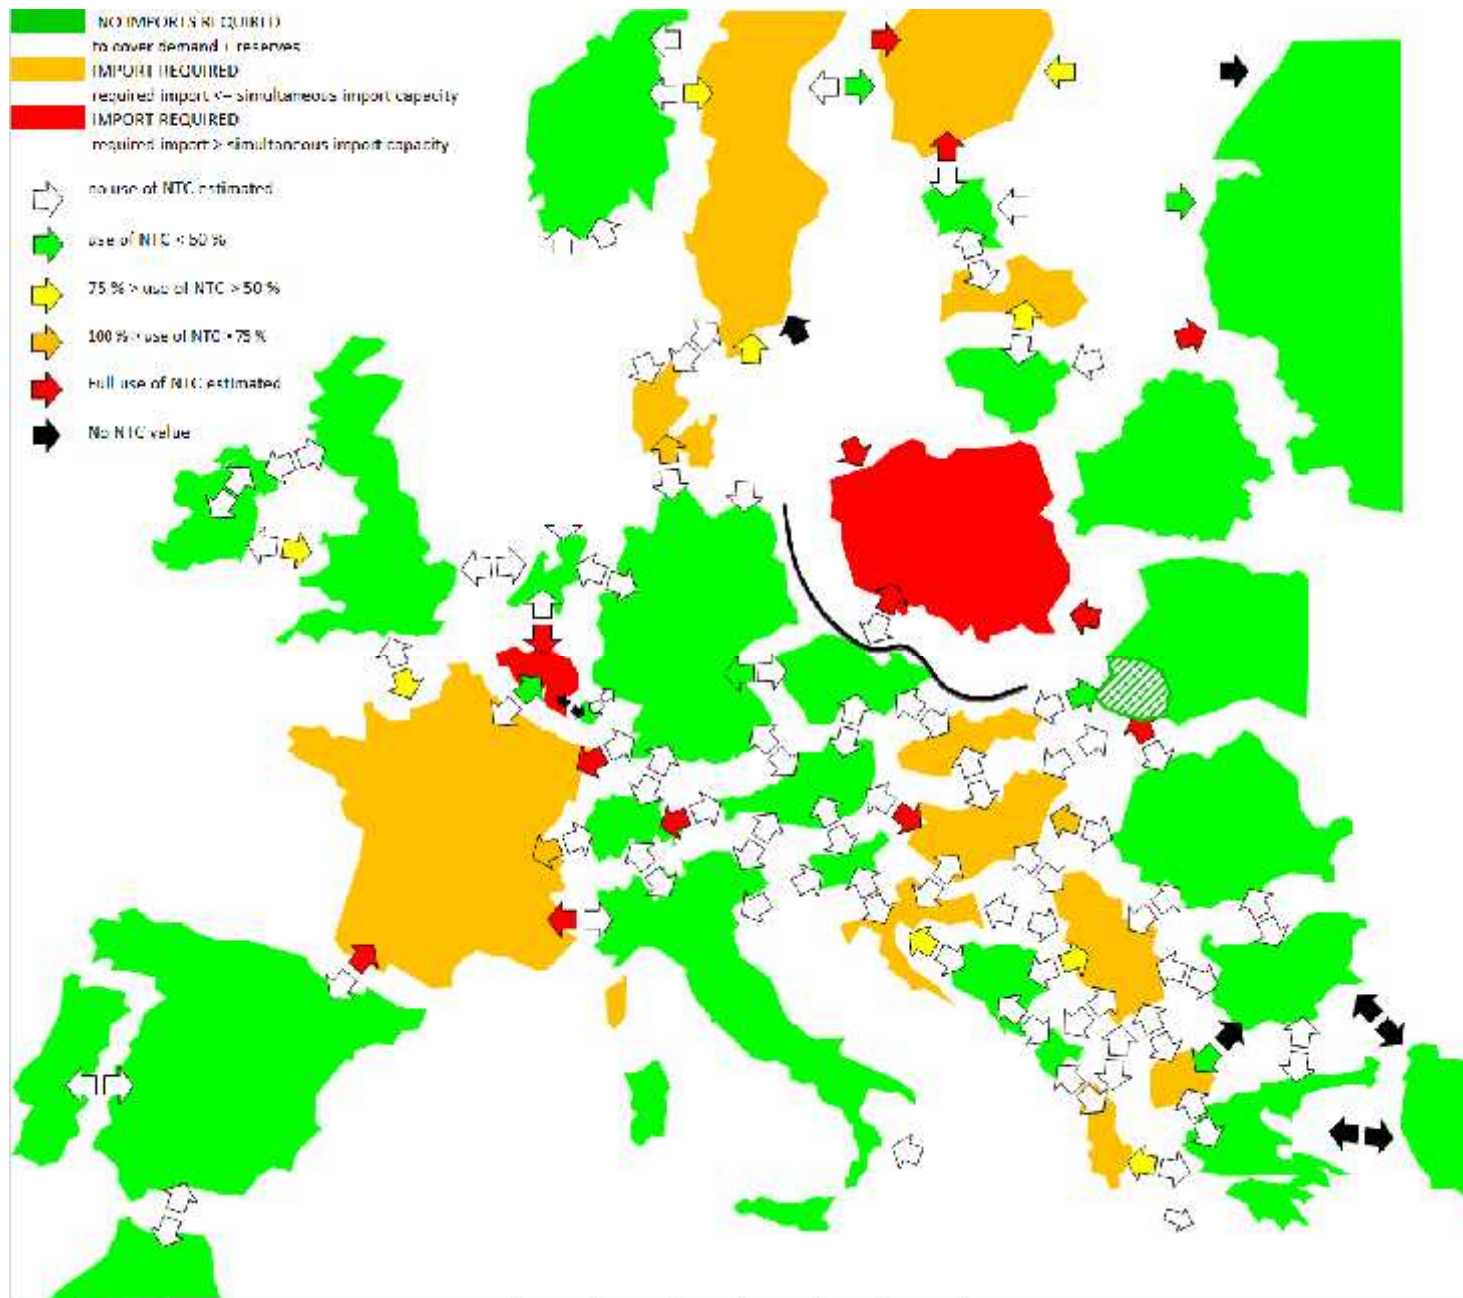 NO IMPORTS REQUIRED
to cover demand + reserves
IMPORT REQUIRED
required import <= simultaneous import capacity
IMPORT REQUIRED
required import > simultaneous import capacity
no use of NTC estimated
use of NTC < 50 %
75 % > use of NTC > 50 %
100 % > use of NTC > 75 %
Full use of NTC estimated
No NTC value